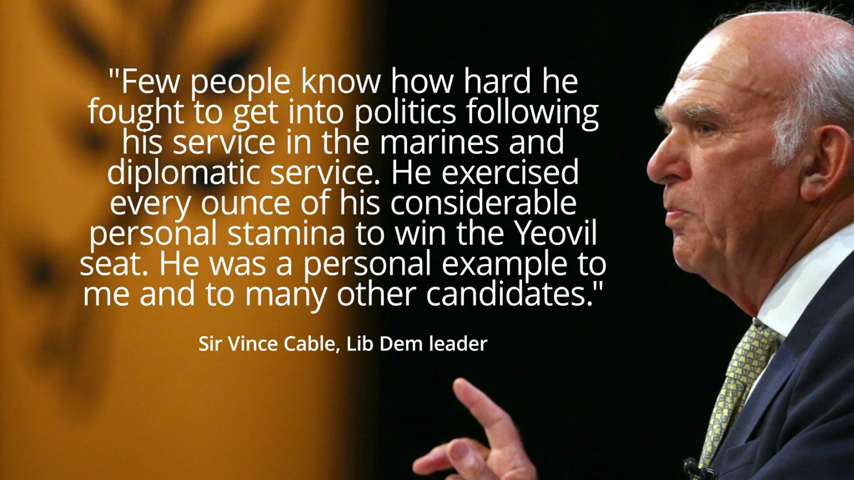 "Few people know how hard he
fought to get into politics following
his service in the marines and
diplomatic service. He exercised
every ounce of his considerable
personal stamina to win the Yeovil
seat. He was a personal example to
me and to many other candidates."
Sir Vince Cable, Lib Dem leader